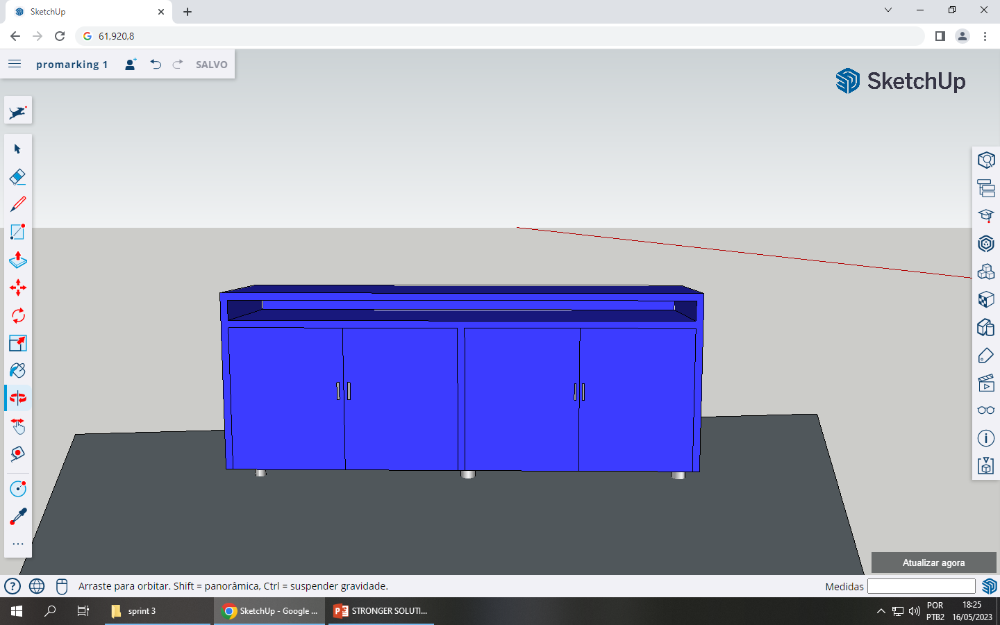 SketchUp
61,920,8
promarking 1
SALVO
SketchUp
Atualizar agora
Arraste para orbitar. Shift = panorâmica, Ctrl = suspender gravidade.
Medidas
sprint 3
SketchUp - Google ...
STRONGER SOLUTI...
POR
PTB2
18:25
16/05/2023